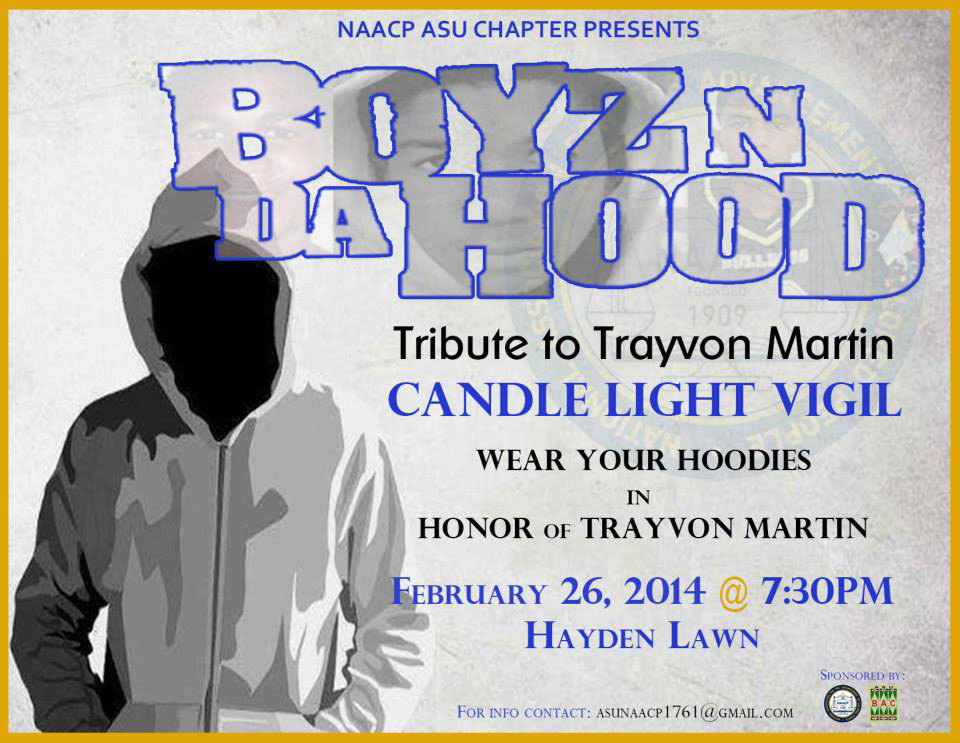 NAACP ASU CHAPTER PRESENTS
BOYZ N
DA HOOD
Tribute to Trayvon Martin
CANDLE LIGHT VIGIL
WEAR YOUR HOODIES
IN
HONOR OF TRAYVON MARTIN
FEBRUARY 26, 2014 @ 7:30PM
HAYDEN LAWN
SPONSORED BY:
BAC
FOR INFO CONTACT: ASUNAACP1761@GMAIL.COM
FOUNDED
1909